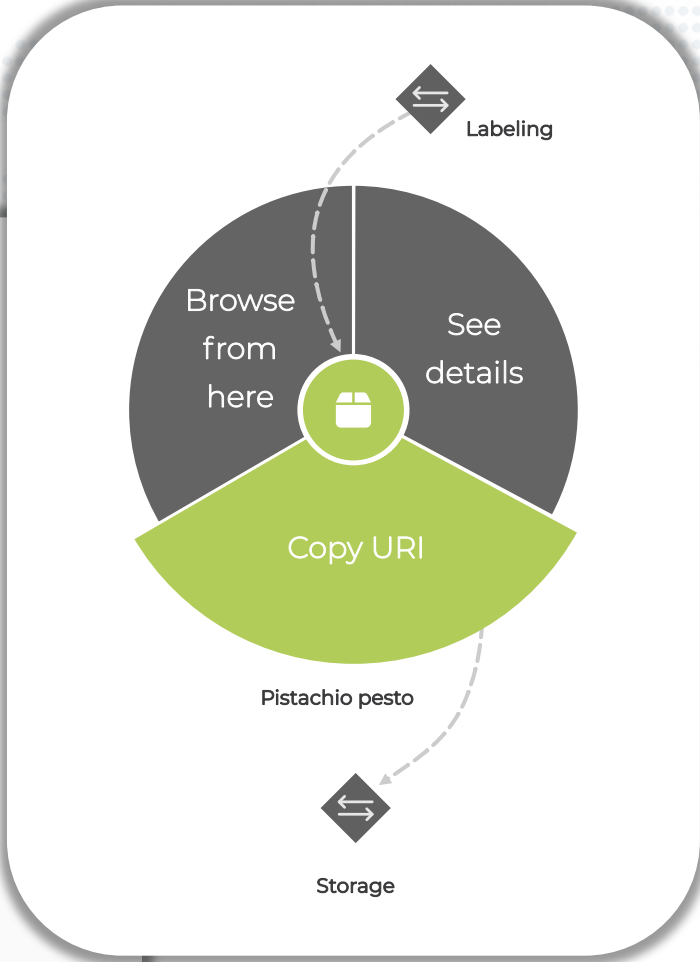 Labeling
Browse
from
here
See
details
Copy URI
Pistachio pesto
Storage